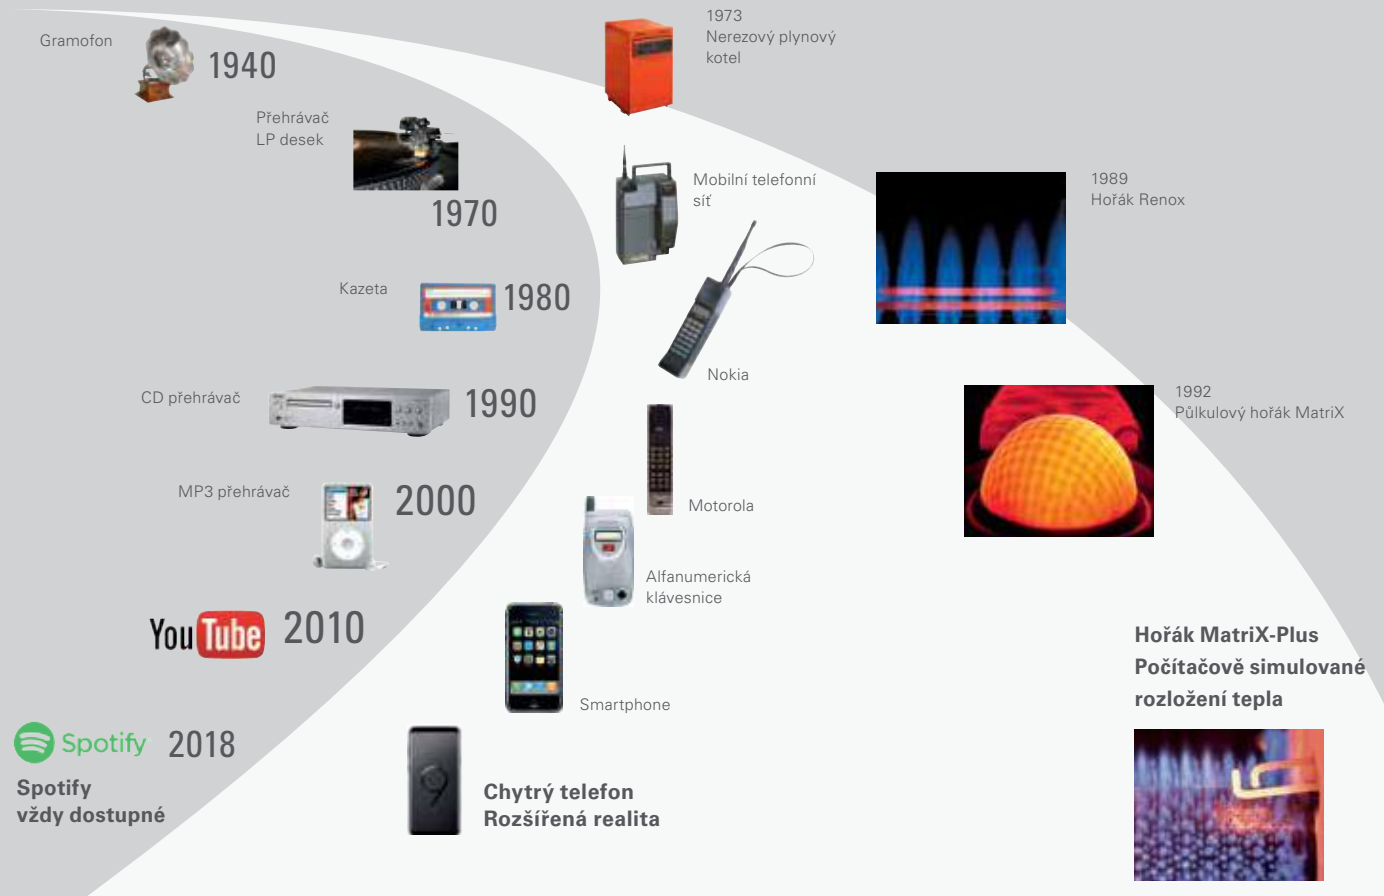 Gramofon
1940
Přehrávač
LP desek
1970
Kazeta
1980
CD přehrávač
1990
MP3 přehrávač
2000
YouTube
2010
Spotify
2018
Spotify
vždy dostupné
Mobilní telefonní
síť
Nokia
Motorola
Alfanumerická
klávesnice
Smartphone
9
Chytrý telefon
Rozšířená realita
1973
Nerezový plynový
kotel
1989
Hořák Renox
1992
Půlkulový hořák MatriX
Hořák MatriX-Plus
Počítačově simulované
rozložení tepla